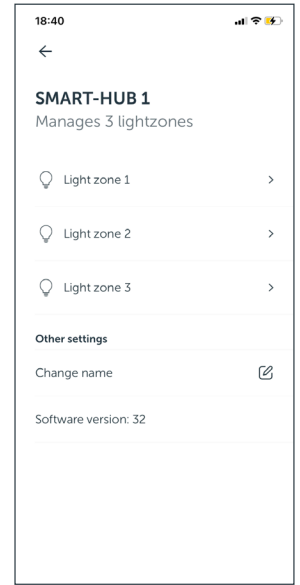 18:40
SMART-HUB 1
Manages 3 lightzones
Light zone 1
Light zone 2
Light zone 3
Other settings
Change name
Software version: 32